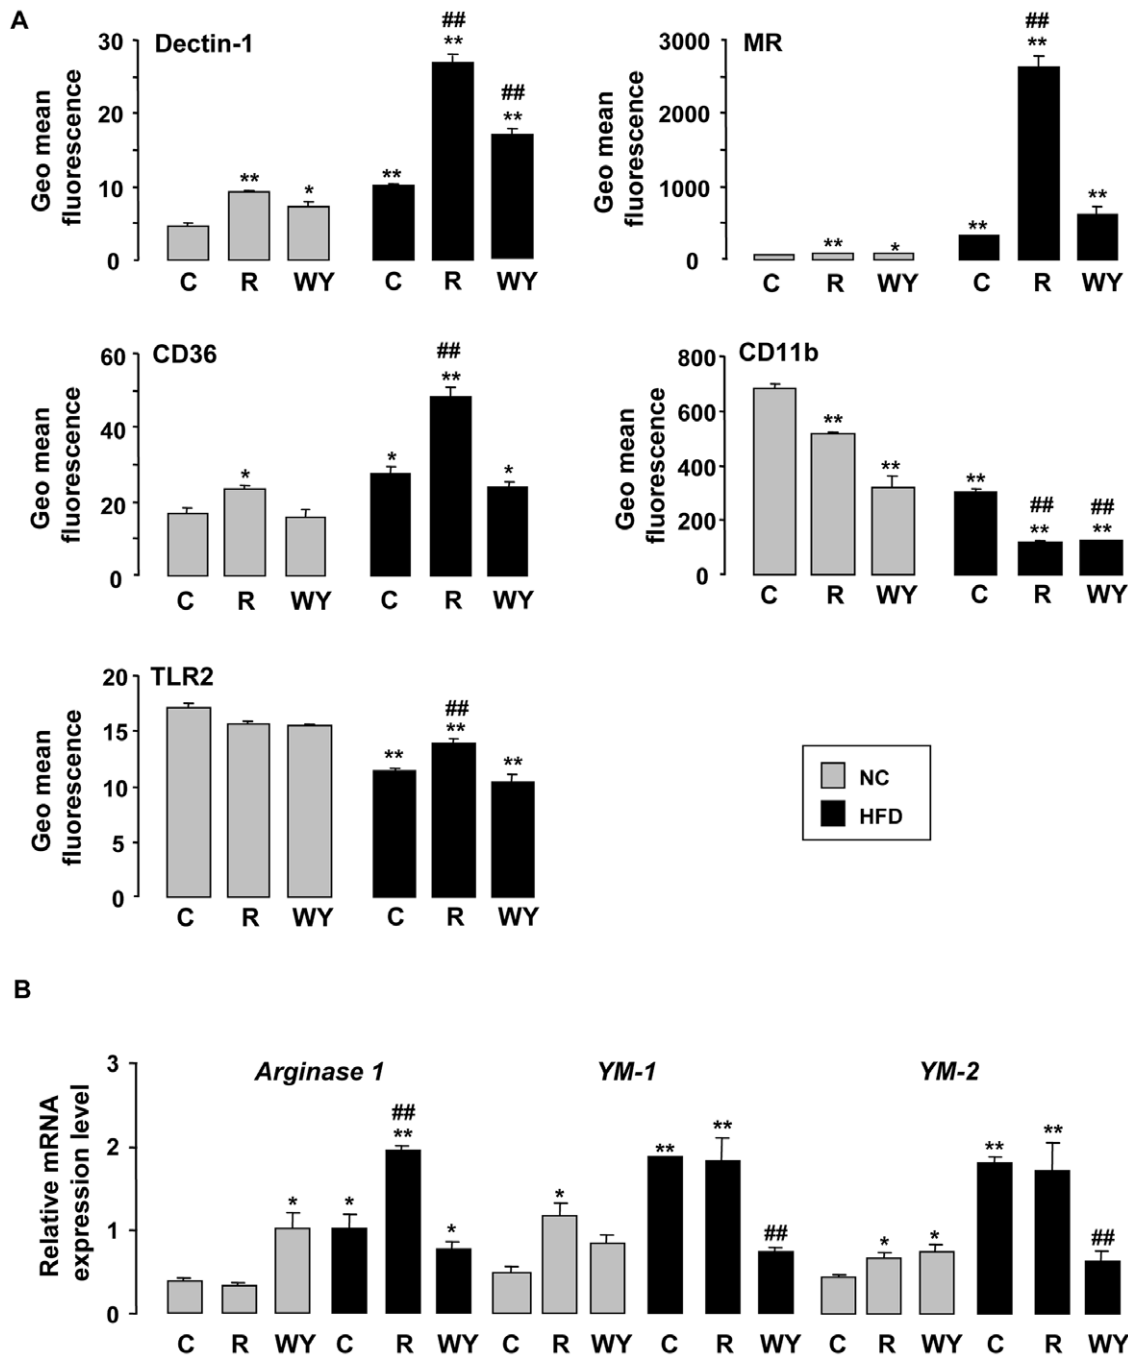 A
Dectin-1
Geo mean
fluorescence
30
20
10
0
**
*
**
##
**
##
**
C R WY C R WY
MR
Geo mean
fluorescence
3000
2000
1000
0
**
*
**
##
**
**
C R WY C R WY
CD36
Geo mean
fluorescence
60
40
20
0
*
*
##
**
*
C R WY C R WY
CD11b
Geo mean
fluorescence
800
600
400
200
0
**
**
**
##
**
##
**
C R WY C R WY
TLR2
Geo mean
fluorescence
20
15
10
5
0
**
##
**
**
C R WY C R WY
NC
HFD
B
Relative mRNA
expression level
3
2
1
0
Arginase 1
*
*
##
**
*
YM-1
*
**
**
##
YM-2
*
*
**
**
##
C R WY C R WY C R WY C R WY C R WY C R WY